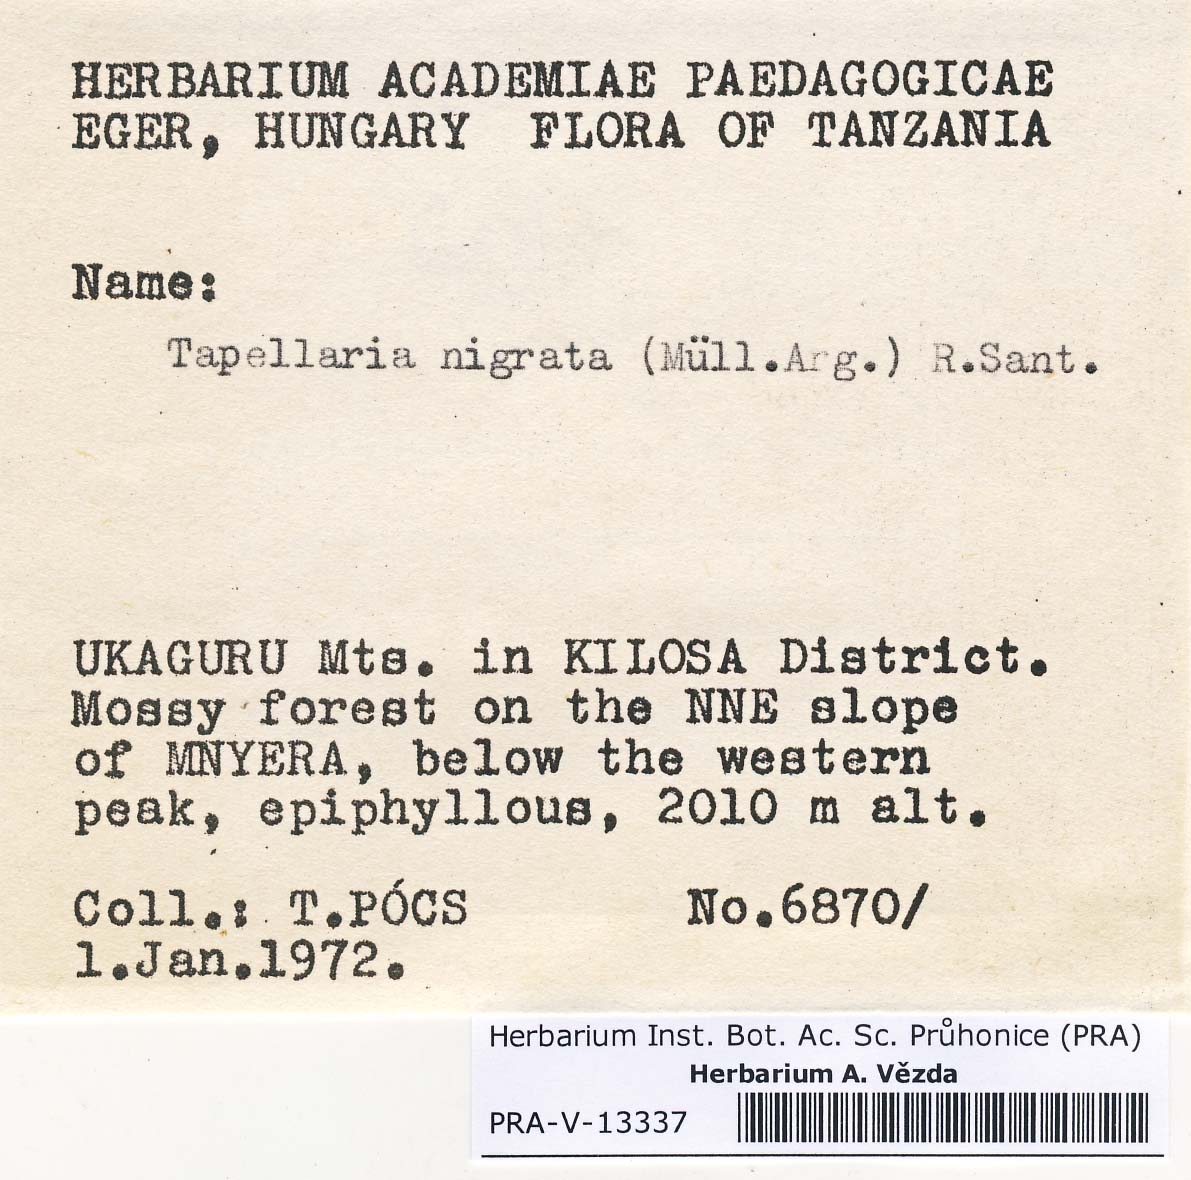 HERBARIUM ACADEMIAE PAEDAGOGICAE
EGER, HUNGARY FLORA OF TANZANIA
Name:
Tapellaria nigrata (Müll.Arg.) R.Sant.
UKAGURU Mts. in KILOSA District.
Mossy forest on the NNE slope
of MNYERA, below the western
peak, epiphyllous, 2010 m alt.
Coll.: T.PÓCS No.6870/
1.Jan.1972.
Herbarium Inst. Bot. Ac. Sc. Průhonice (PRA)
Herbarium A. Vězda
PRA-V-13337